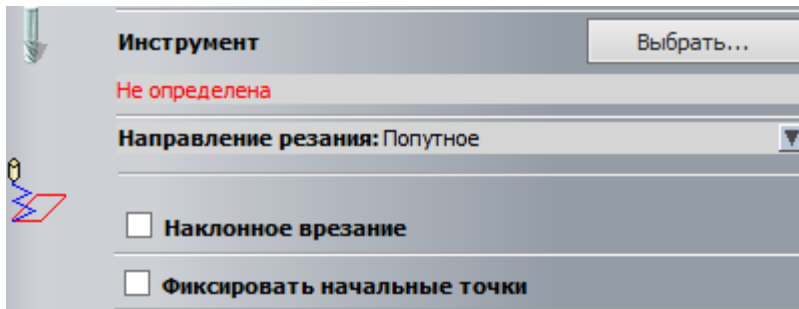 Инструмент Выбрать...
Не определена
Направление резания: Попутное
Наклонное врезание
Фиксировать начальные точки